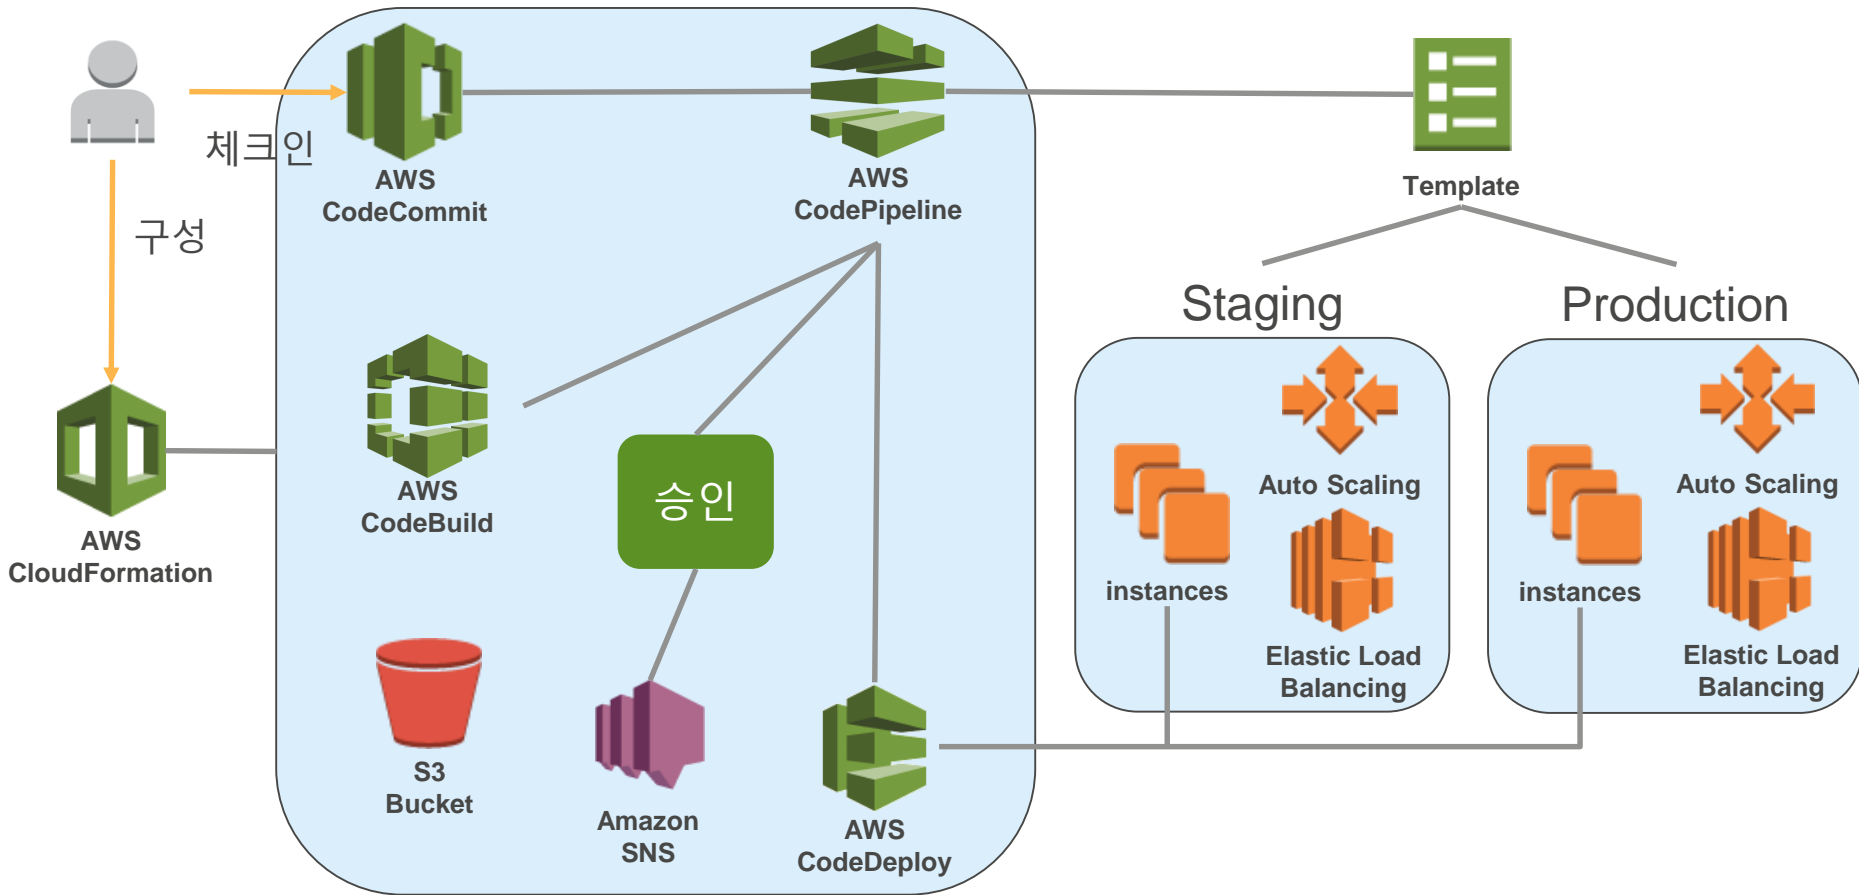 체크인
구성
AWS
CloudFormation
AWS
CodeCommit
AWS
CodePipeline
AWS
CodeBuild
승인
S3
Bucket
Amazon
SNS
AWS
CodeDeploy
Template
Staging
Auto Scaling
instances
Elastic Load
Balancing
Production
Auto Scaling
instances
Elastic Load
Balancing